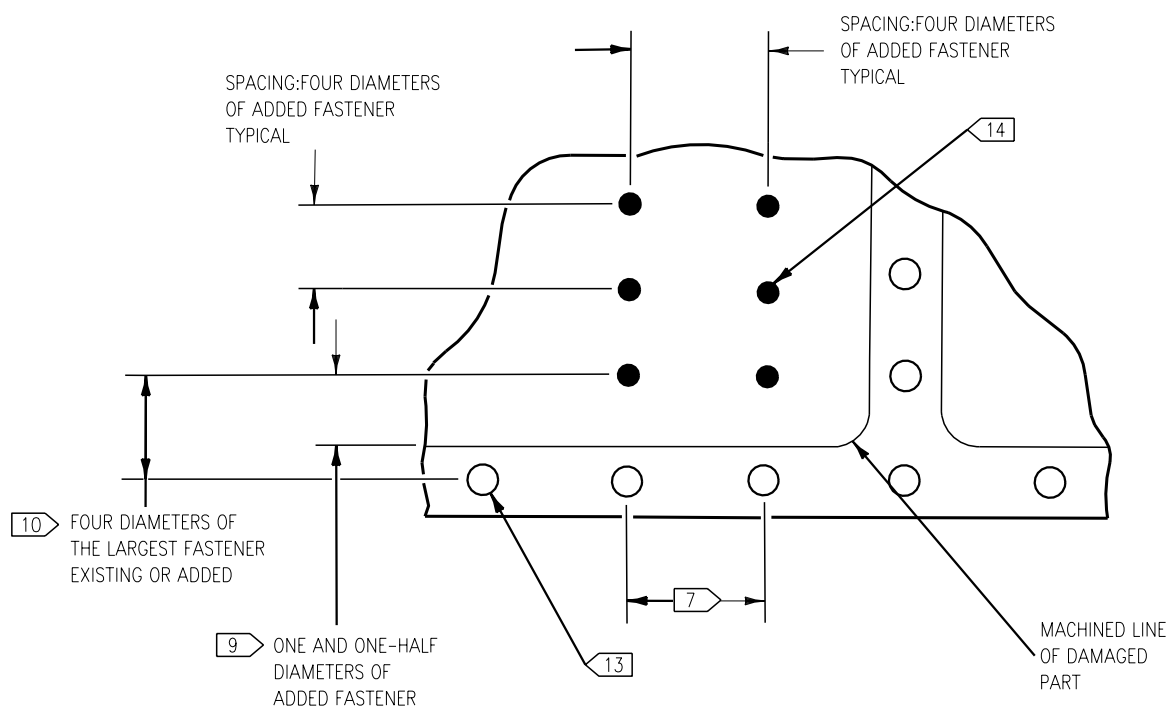 SPACING:FOUR DIAMETERS
OF ADDED FASTENER
TYPICAL
SPACING:FOUR DIAMETERS
OF ADDED FASTENER
TYPICAL
14
10
FOUR DIAMETERS OF
THE LARGEST FASTENER
EXISTING OR ADDED
9
ONE AND ONE-HALF
DIAMETERS OF
ADDED FASTENER
13
7
MACHINED LINE
OF DAMAGED
PART